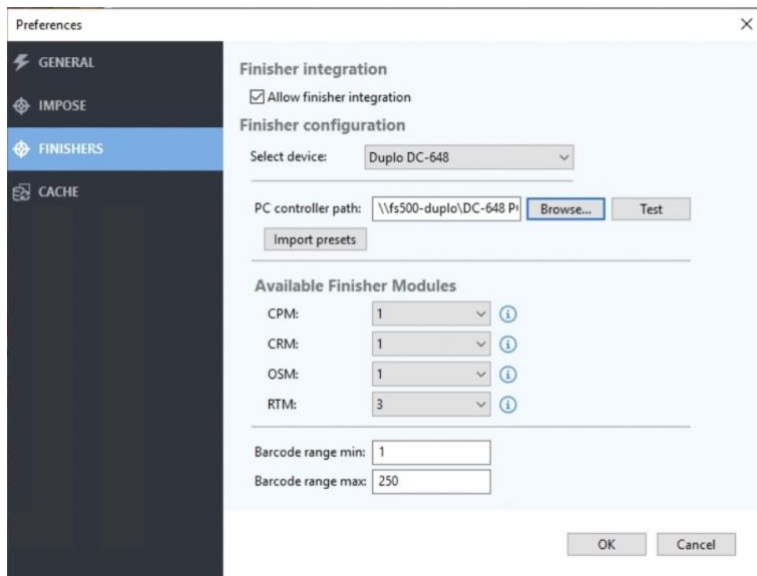 Preferences
GENERAL
IMPOSE
FINISHERS
CACHE
Finisher integration
Allow finisher integration
Finisher configuration
Select device: Duplo DC-648
PC controller path: \\fs500-duplo\DC-648 P Browse... Test
Import presets
Available Finisher Modules
CPM: 1
CRM: 1
OSM: 1
RTM: 3
Barcode range min: 1
Barcode range max: 250
OK Cancel